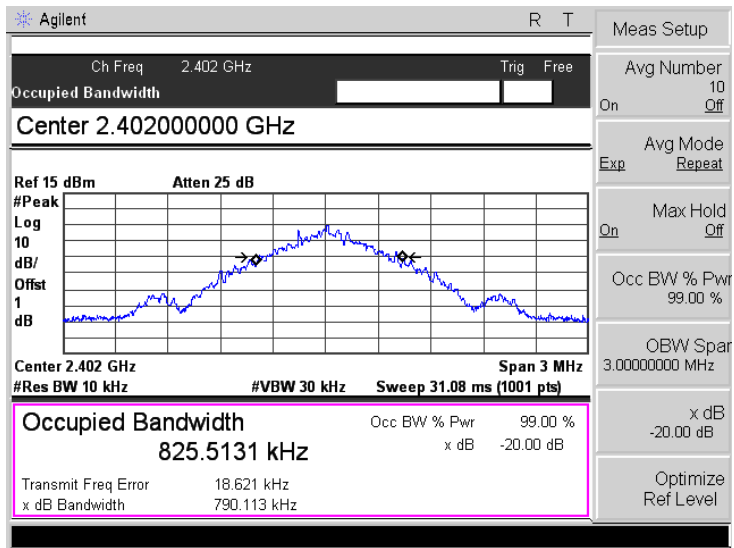 Agilent R T
Ch Freq 2.402 GHz Trig Free
Occupied Bandwidth
Center 2.402000000 GHz
Ref 15 dBm Atten 25 dB
#Peak
Log
10
dB/
Offst
1
dB
Center 2.402 GHz Span 3 MHz
#Res BW 10 kHz #VBW 30 kHz Sweep 31.08 ms (1001 pts)
Occupied Bandwidth Occ BW % Pwr 99.00 %
825.5131 kHz x dB -20.00 dB
Transmit Freq Error 18.621 kHz
x dB Bandwidth 790.113 kHz
Meas Setup
Avg Number
10
On Off
Avg Mode
Exp Repeat
Max Hold
On Off
Occ BW % Pwr
99.00 %
OBW Span
3.00000000 MHz
x dB
-20.00 dB
Optimize
Ref Level